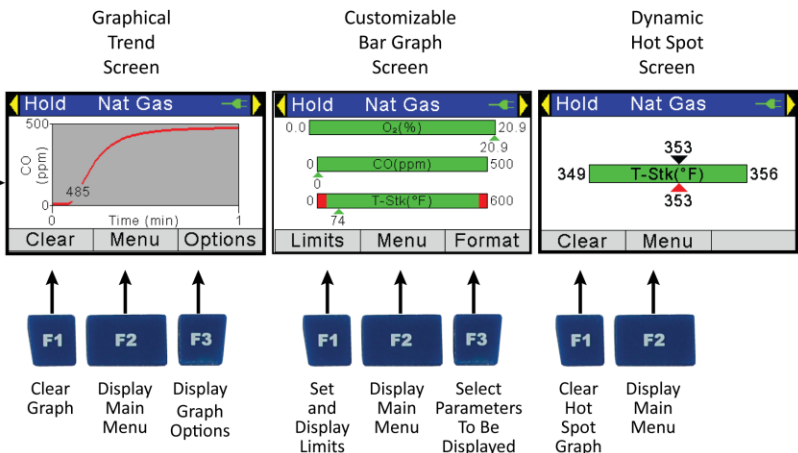 Graphical
Trend
Screen
Customizable
Bar Graph
Screen
Dynamic
Hot Spot
Screen
Hold Nat Gas
500
CO
(ppm)
485
0
0 Time (min) 1
Clear Menu Options
Hold Nat Gas
0.0 O₂(%) 20.9
20.9
0 CO(ppm) 500
0
0 T-Stk(°F) 600
74
Limits Menu Format
Hold Nat Gas
353
349 T-Stk(°F) 356
353
Clear Menu
F1 F2 F3
F1 F2 F3
F1 F2
Clear
Graph
Display
Main
Menu
Display
Graph
Options
Set
and
Display
Limits
Display
Main
Menu
Select
Parameters
To Be
Displayed
Clear
Hot
Spot
Graph
Display
Main
Menu